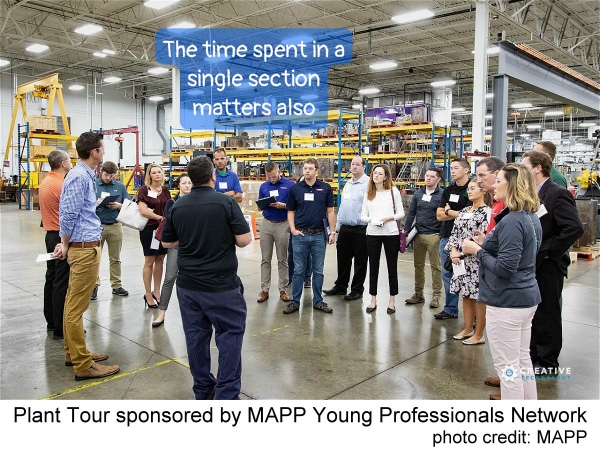 The time spent in a
single section
matters also
CREATIVE
TECHNOLOGY
Plant Tour sponsored by MAPP Young Professionals Network
photo credit: MAPP